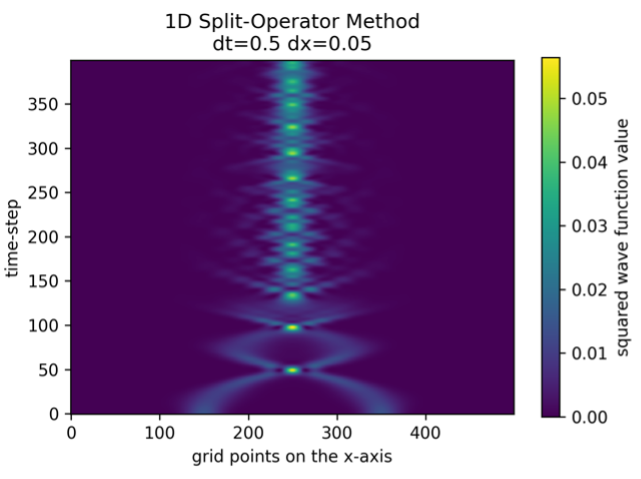 1D Split-Operator Method
dt=0.5 dx=0.05
350
300
250
200
150
100
50
0
time-step
0 100 200 300 400
grid points on the x-axis
0.05
0.04
0.03
0.02
0.01
0.00
squared wave function value